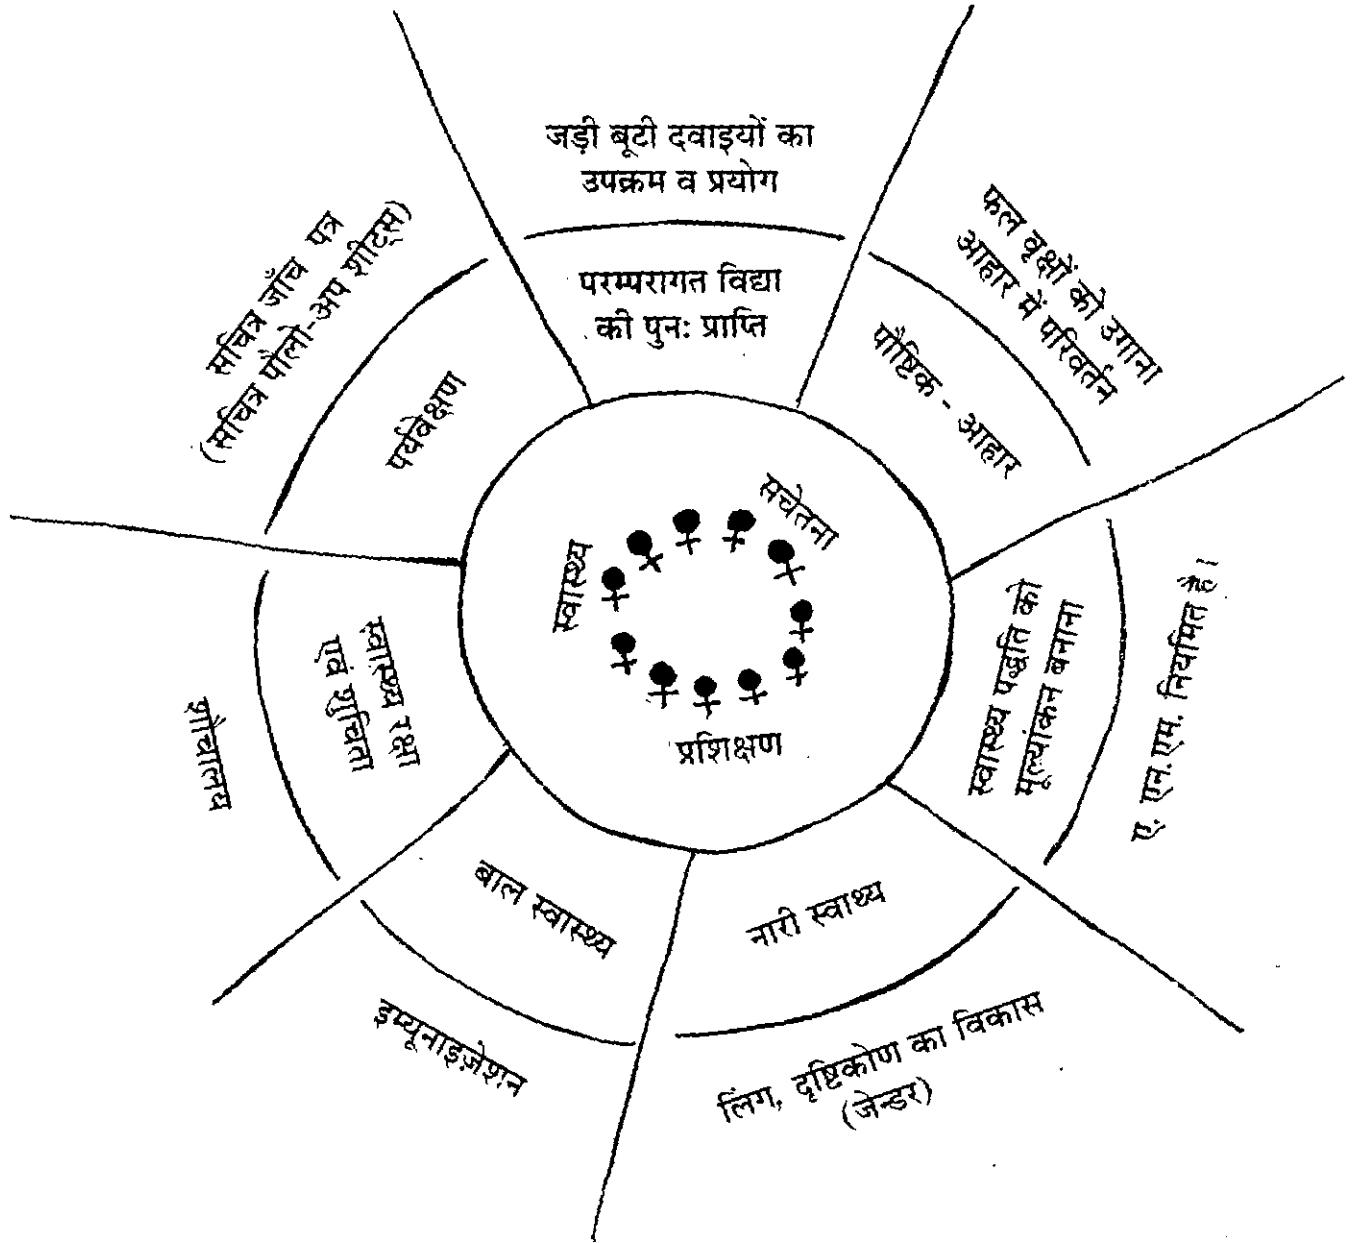 जड़ी बूटी दवाइयों का
उपक्रम व प्रयोग
परम्परागत विद्या
की पुनः प्राप्ति
फल वृक्षों को उगाना
आहार में परिवर्तन
पौष्टिक - आहार
ऐ. एन.एम. नियमित है।
स्वास्थ्य पद्धति को
मूल्यांकन बनाना
नारी स्वाथ्य
लिंग, दृष्टिकोण का विकास
(जेन्डर)
बाल स्वास्थ्य
इम्यूनाइज़ेशन
स्वास्थ्य रक्षा
एवं शुचिता
शौचालय
सचित्र जाँच पत्र
(सचित्र पौलो-अप शीट्स)
पर्यवेक्षण
स्वास्थ्य
सचेतना
प्रशिक्षण